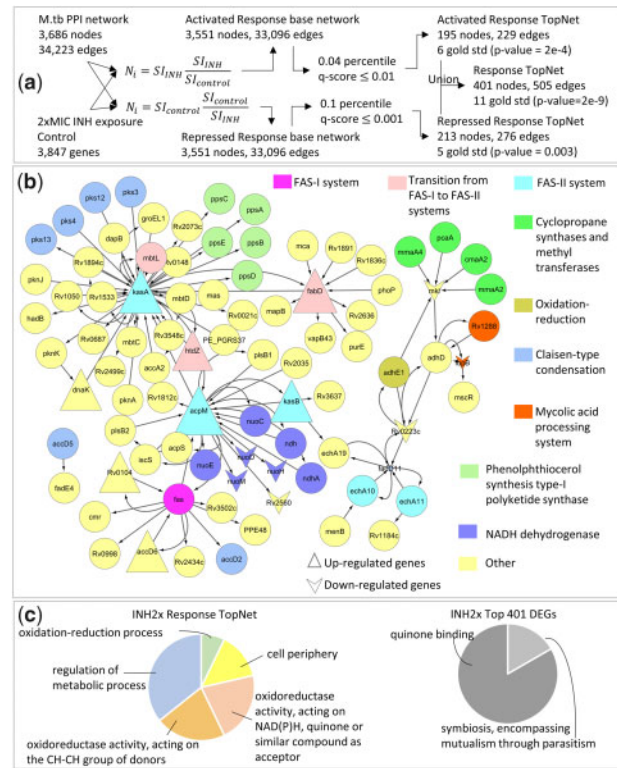 (a)
M.tb PPI network
3,686 nodes
34,223 edges
2xMIC INH exposure
Control
3,847 genes
N_i = SI_INH SI_INH/SI_control
N_i = SI_control SI_control/SI_INH
Activated Response base network
3,551 nodes, 33,096 edges
0.04 percentile
q-score ≤ 0.01
0.1 percentile
q-score ≤ 0.001
Repressed Response base network
3,551 nodes, 33,096 edges
Activated Response TopNet
195 nodes, 229 edges
6 gold std (p-value = 2e-4)
Union
Response TopNet
401 nodes, 505 edges
11 gold std (p-value=2e-9)
Repressed Response TopNet
213 nodes, 276 edges
5 gold std (p-value = 0.003)
(b)
FAS-I system
Transition from
FAS-I to FAS-II
systems
FAS-II system
Cyclopropane
synthases and
methyl
transferases
Oxidation-
reduction
Claisen-type
condensation
Mycolic acid
processing
system
Phenolphthiocerol
synthesis type-I
polyketide synthase
NADH dehydrogenase
Other
Up-regulated genes
Down-regulated genes
pks12
pks3
pks4
pks13
groEL1
dapB
Rv2073c
mbtL
Rv0148
Rv1894c
pknJ
Rv1050
Rv1533
kasA
hadB
Rv0687
pknK
Rv2499c
mbtC
dnaK
pknA
mbtD
mas
Rv0021c
Rv3548c
PE_PGRS37
accA2
mtdZ
Rv1812c
plsB1
Rv2035
ppsC
ppsA
ppsE
ppsB
ppsD
mca
Rv1891
Rv1836c
fabD
phoP
mapB
Rv2636
vapB43
purE
pcaA
mmaA4
cmaA2
mmaA2
Rv1288
adhD
mscR
adhE1
Rv0223c
acpM
kasB
Rv3637
plsB2
acpS
iscS
nuoC
ndh
nuoE
nuoM
nuoH
ndhA
Rv2560
echA19
echA10
echA11
menB
Rv1184c
accD5
fadE4
Rv0104
fas
Rv3502c
PPE48
cmr
Rv0998
accD6
Rv2434c
accD2
(c)
INH2x Response TopNet
oxidation-reduction process
cell periphery
regulation of
metabolic process
oxidoreductase
activity, acting on
NAD(P)H, quinone or
similar compound as
acceptor
oxidoreductase activity, acting on
the CH-CH group of donors
INH2x Top 401 DEGs
quinone binding
symbiosis, encompassing
mutualism through parasitism